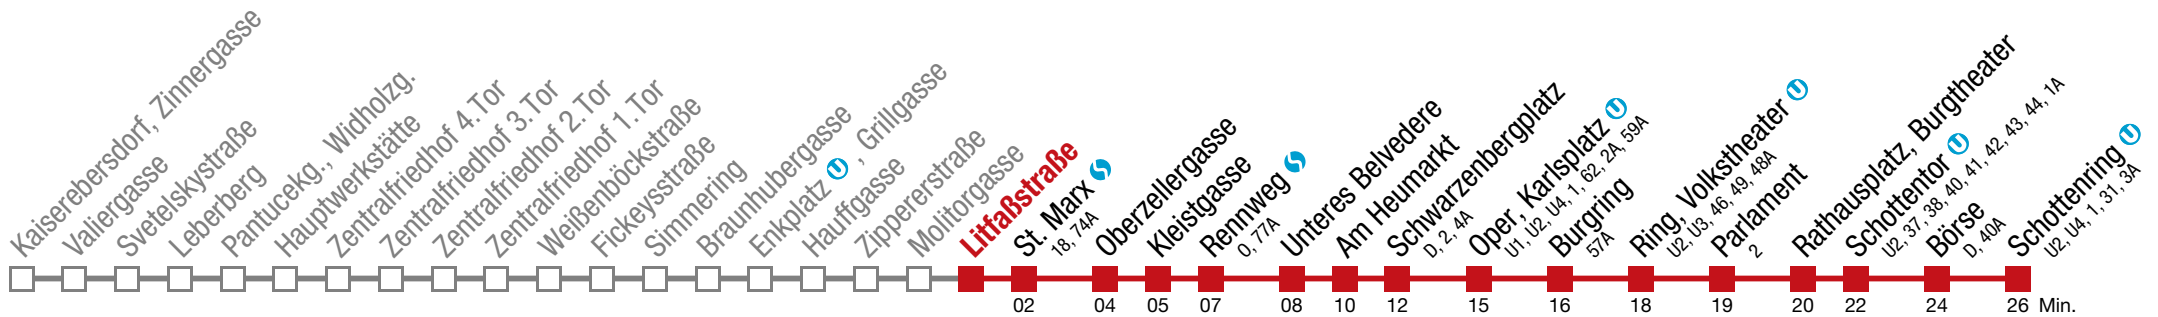 Kaiserebersdorf, Zinnergasse
Valiergasse
Svetelskystraße
Leberberg
Pantucekg., Widholzg.
Hauptwerkstätte
Zentralfriedhof 4.Tor
Zentralfriedhof 3.Tor
Zentralfriedhof 2.Tor
Zentralfriedhof 1.Tor
Weißenböckstraße
Fickeysstraße
Simmering
Braunhubergasse
Enkplatz U, Grillgasse
Hauffgasse
Zippererstraße
Molitorgasse
Litfaßstraße
St. Marx S
18, 74A
Oberzellergasse
Kleistgasse
Rennweg S
O, 77A
Unteres Belvedere
Am Heumarkt
Schwarzenbergplatz
D, 2, 4A
Oper, Karlsplatz U
U1, U2, U4, 1, 62, 2A, 59A
Burgring
57A
Ring, Volkstheater U
U2, U3, 46, 49, 48A
Parlament
2
Rathausplatz, Burgtheater
Schottentor U
U2, 37, 38, 40, 41, 42, 43, 44, 1A
Börse
D, 40A
Schottenring U
U2, U4, 1, 31, 3A
02 04 05 07 08 10 12 15 16 18 19 20 22 24 26 Min.